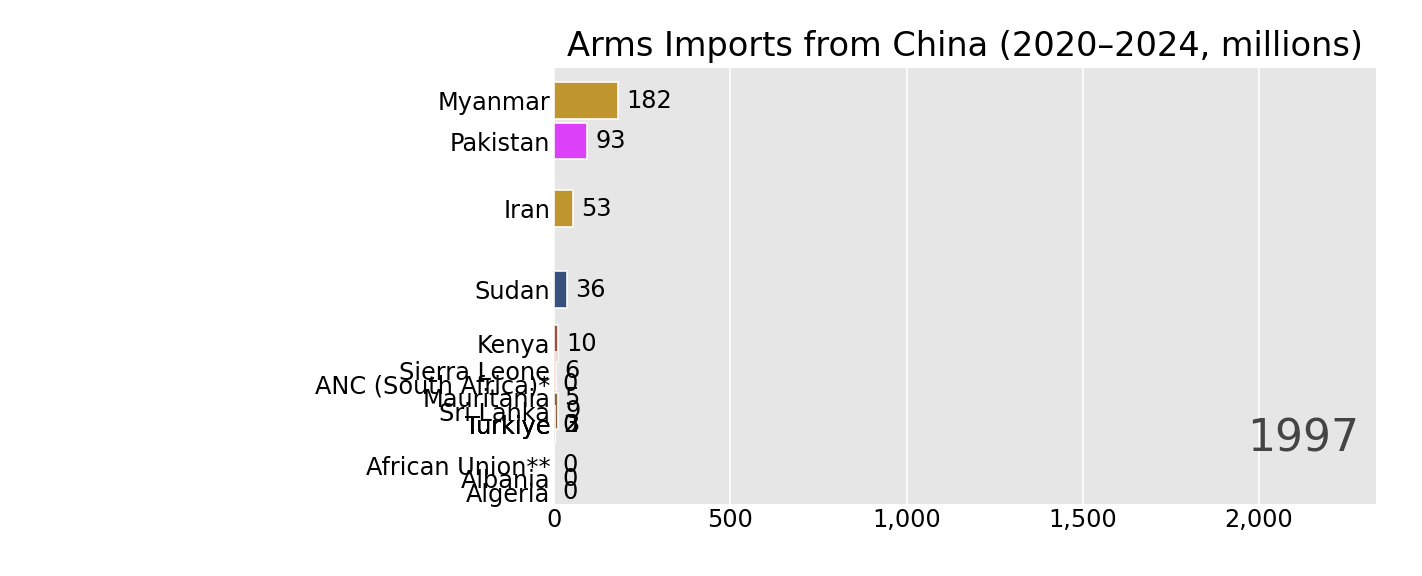 Arms Imports from China (2020–2024, millions)
Myanmar 182
Pakistan 93
Iran 53
Sudan 36
Kenya 10
Sierra Leone 6
ANC (South Africa)* 0
Mauritania 5
Sri Lanka 9
Türkiye
1997
African Union** 0
Albania 0
Algeria 0
0 500 1,000 1,500 2,000